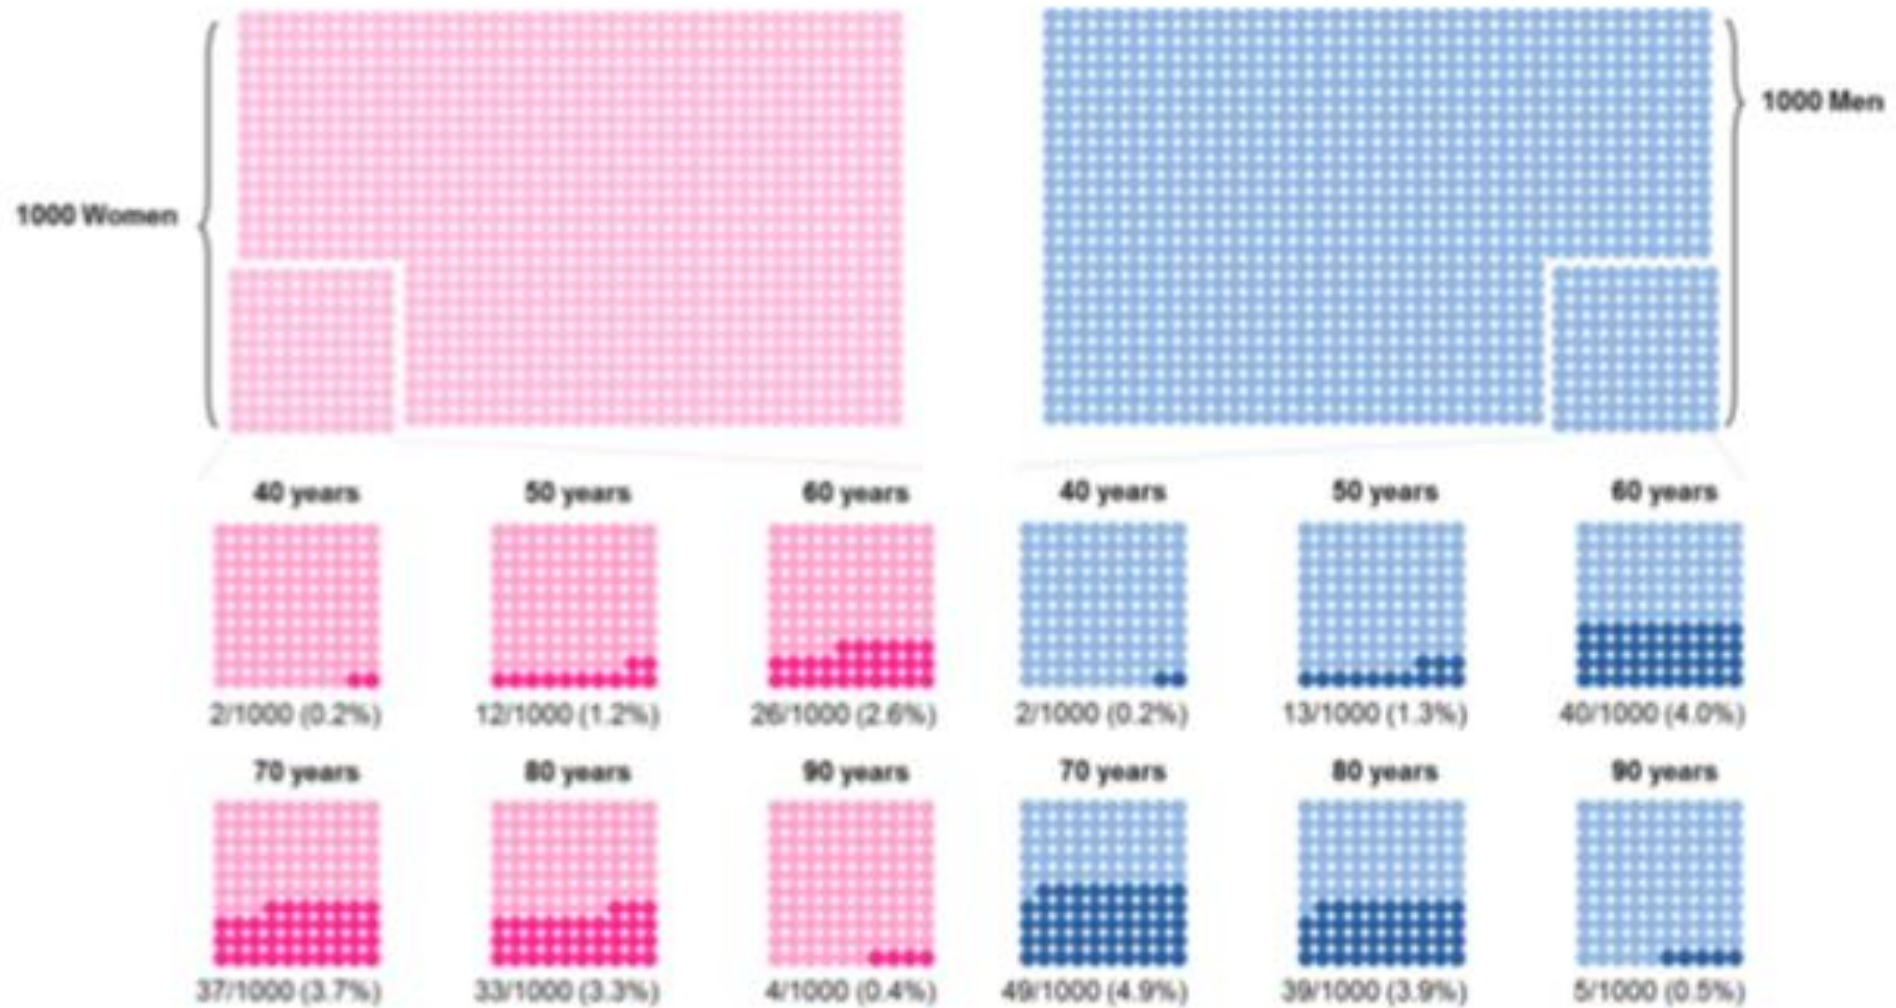 1000 Men
1000 Women
40 years 50 years 60 years 40 years 50 years 60 years
2/1000 (0.2%) 12/1000 (1.2%) 26/1000 (2.6%) 2/1000 (0.2%) 13/1000 (1.3%) 40/1000 (4.0%)
70 years 80 years 90 years 70 years 80 years 90 years
37/1000 (3.7%) 33/1000 (3.3%) 4/1000 (0.4%) 49/1000 (4.9%) 39/1000 (3.9%) 5/1000 (0.5%)